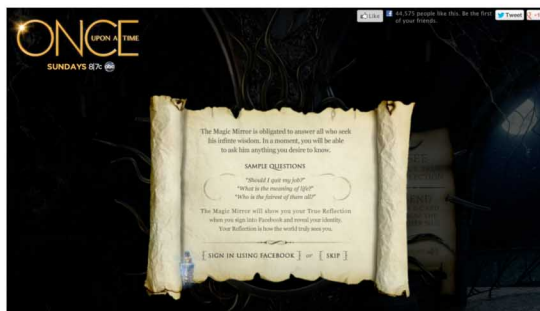 Like
44,575 people like this. Be the first
of your friends.
Tweet
ONCE
UPON A TIME
SUNDAYS 8|7c abc
The Magic Mirror is obligated to answer all who seek
his infinite wisdom. In a moment, you will be able
to ask him anything you desire to know.
SAMPLE QUESTIONS
"Should I quit my job?"
"What is the meaning of life?"
"Who is the fairest of them all?"
The Magic Mirror will show you your True Reflection
when you sign into Facebook and reveal your identity.
Your Reflection is how the world truly sees you.
[ SIGN IN USING FACEBOOK ] or [ SKIP ]